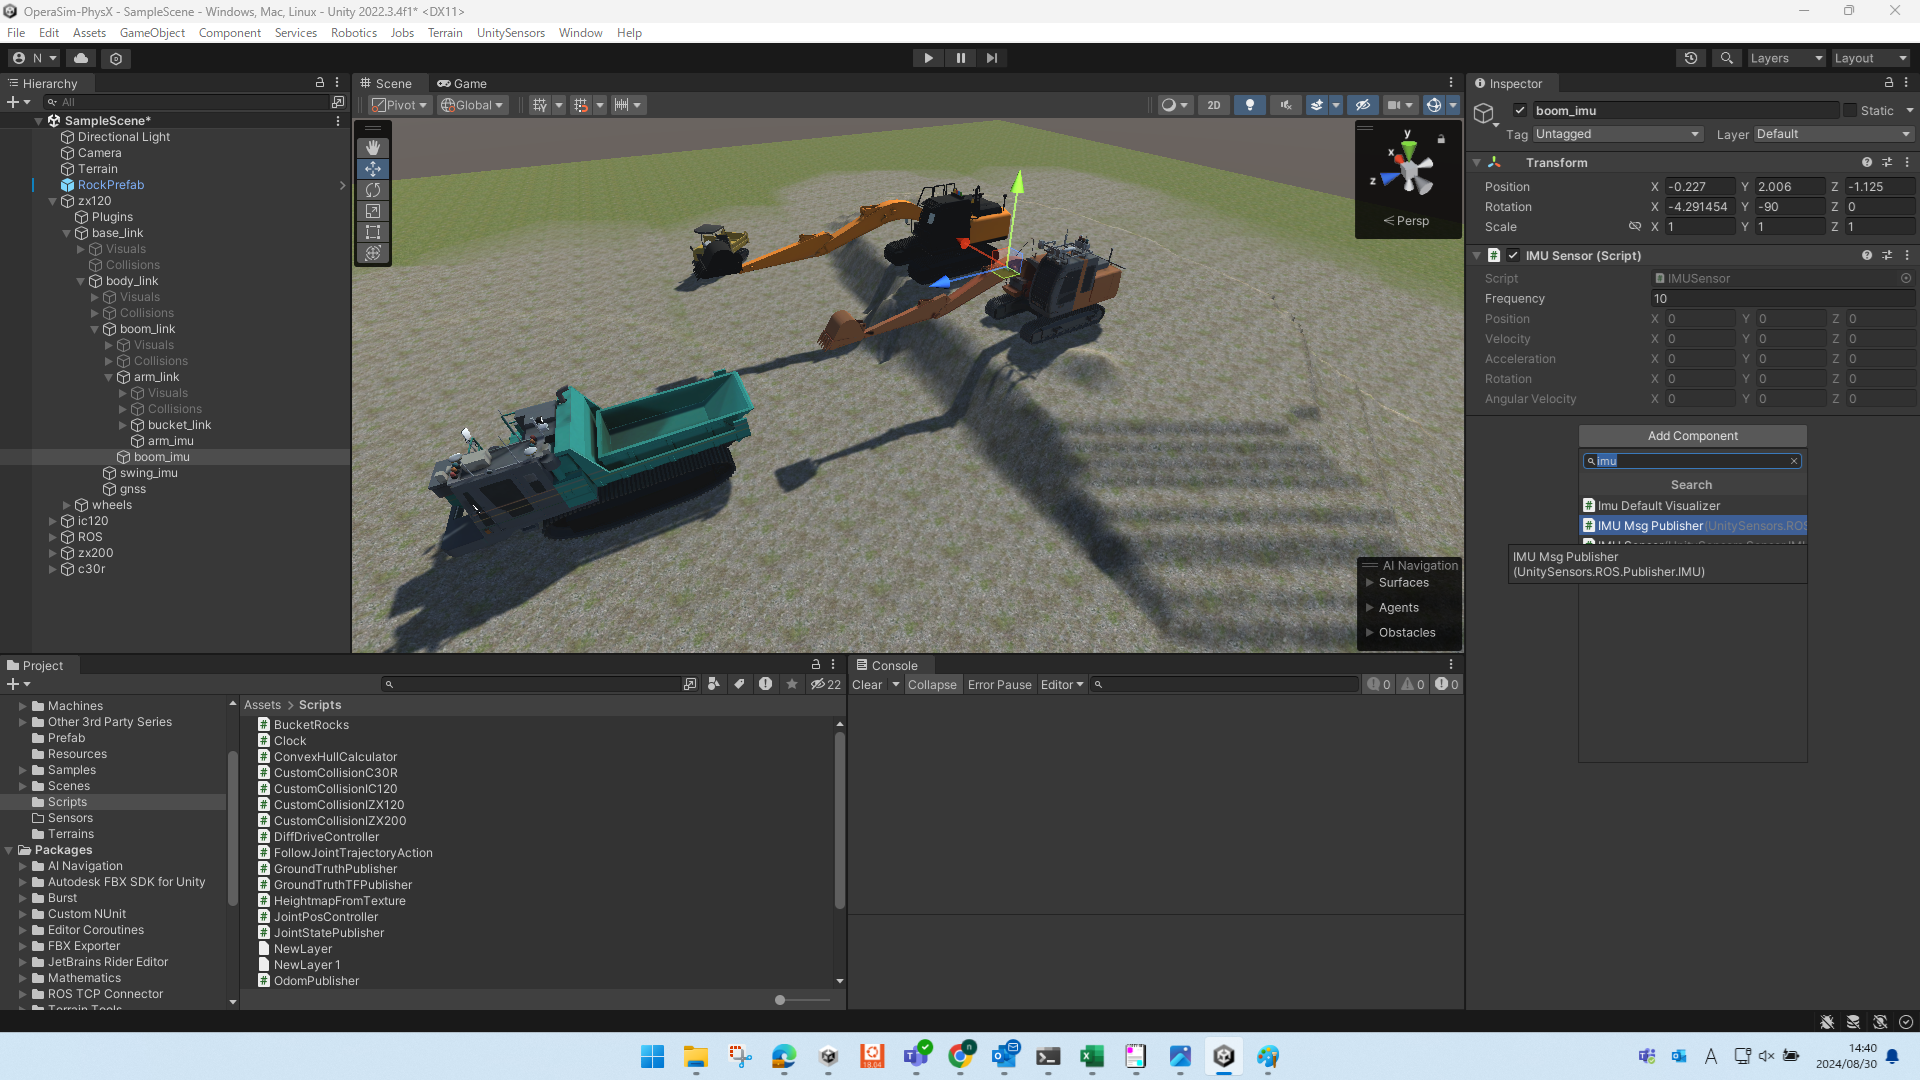 OperaSim-PhysX - SampleScene - Windows, Mac, Linux - Unity 2022.3.4f1* <DX11>
File Edit Assets GameObject Component Services Robotics Jobs Terrain UnitySensors Window Help
N
Layers
Layout
Hierarchy
All
SampleScene*
Directional Light
Camera
Terrain
RockPrefab
zx120
Plugins
base_link
Visuals
Collisions
body_link
Visuals
Collisions
boom_link
Visuals
Collisions
arm_link
Visuals
Collisions
bucket_link
arm_imu
boom_imu
swing_imu
gnss
wheels
ic120
ROS
zx200
c30r
Scene
Game
Pivot
Global
2D
y
x
z
Persp
AI Navigation
Surfaces
Agents
Obstacles
Inspector
boom_imu
Static
Tag Untagged
Layer Default
Transform
Position X -0.227 Y 2.006 Z -1.125
Rotation X -4.291454 Y -90 Z 0
Scale X 1 Y 1 Z 1
IMU Sensor (Script)
Script IMUSensor
Frequency 10
Position X 0 Y 0 Z 0
Velocity X 0 Y 0 Z 0
Acceleration X 0 Y 0 Z 0
Rotation X 0 Y 0 Z 0
Angular Velocity X 0 Y 0 Z 0
Add Component
imu
Search
Imu Default Visualizer
IMU Msg Publisher (UnitySensors.ROS
IMU Msg Publisher
(UnitySensors.ROS.Publisher.IMU)
Project
22
Machines
Other 3rd Party Series
Prefab
Resources
Samples
Scenes
Scripts
Sensors
Terrains
Packages
AI Navigation
Autodesk FBX SDK for Unity
Burst
Custom NUnit
Editor Coroutines
FBX Exporter
JetBrains Rider Editor
Mathematics
ROS TCP Connector
Terrain Tools
Assets > Scripts
BucketRocks
Clock
ConvexHullCalculator
CustomCollisionC30R
CustomCollisionIC120
CustomCollisionIZX120
CustomCollisionIZX200
DiffDriveController
FollowJointTrajectoryAction
GroundTruthPublisher
GroundTruthTFPublisher
HeightmapFromTexture
JointPosController
JointStatePublisher
NewLayer
NewLayer 1
OdomPublisher
Console
Clear Collapse Error Pause Editor
0 0 0
18.04
n
A
14:40
2024/08/30